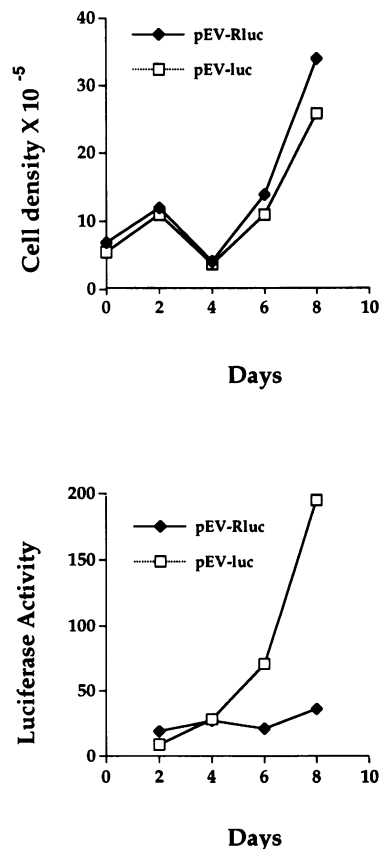 40
pEV-Rluc
pEV-luc
30
20
10
0
Cell density X 10 -5
0 2 4 6 8 10
Days
200
pEV-Rluc
pEV-luc
150
100
50
0
Luciferase Activity
0 2 4 6 8 10
Days